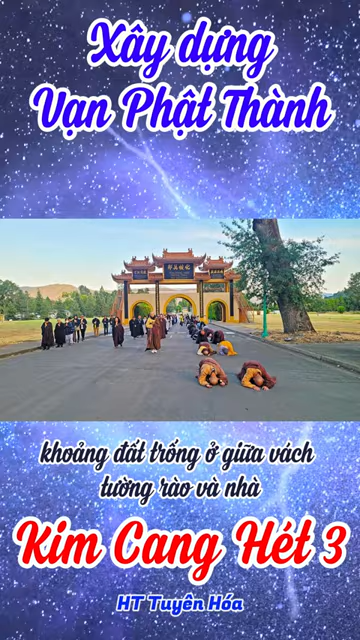 Xây dựng
Vạn Phật Thành
khoảng đất trống ở giữa vách
tường rào và nhà
Kim Cang Hét 3
HT Tuyên Hóa